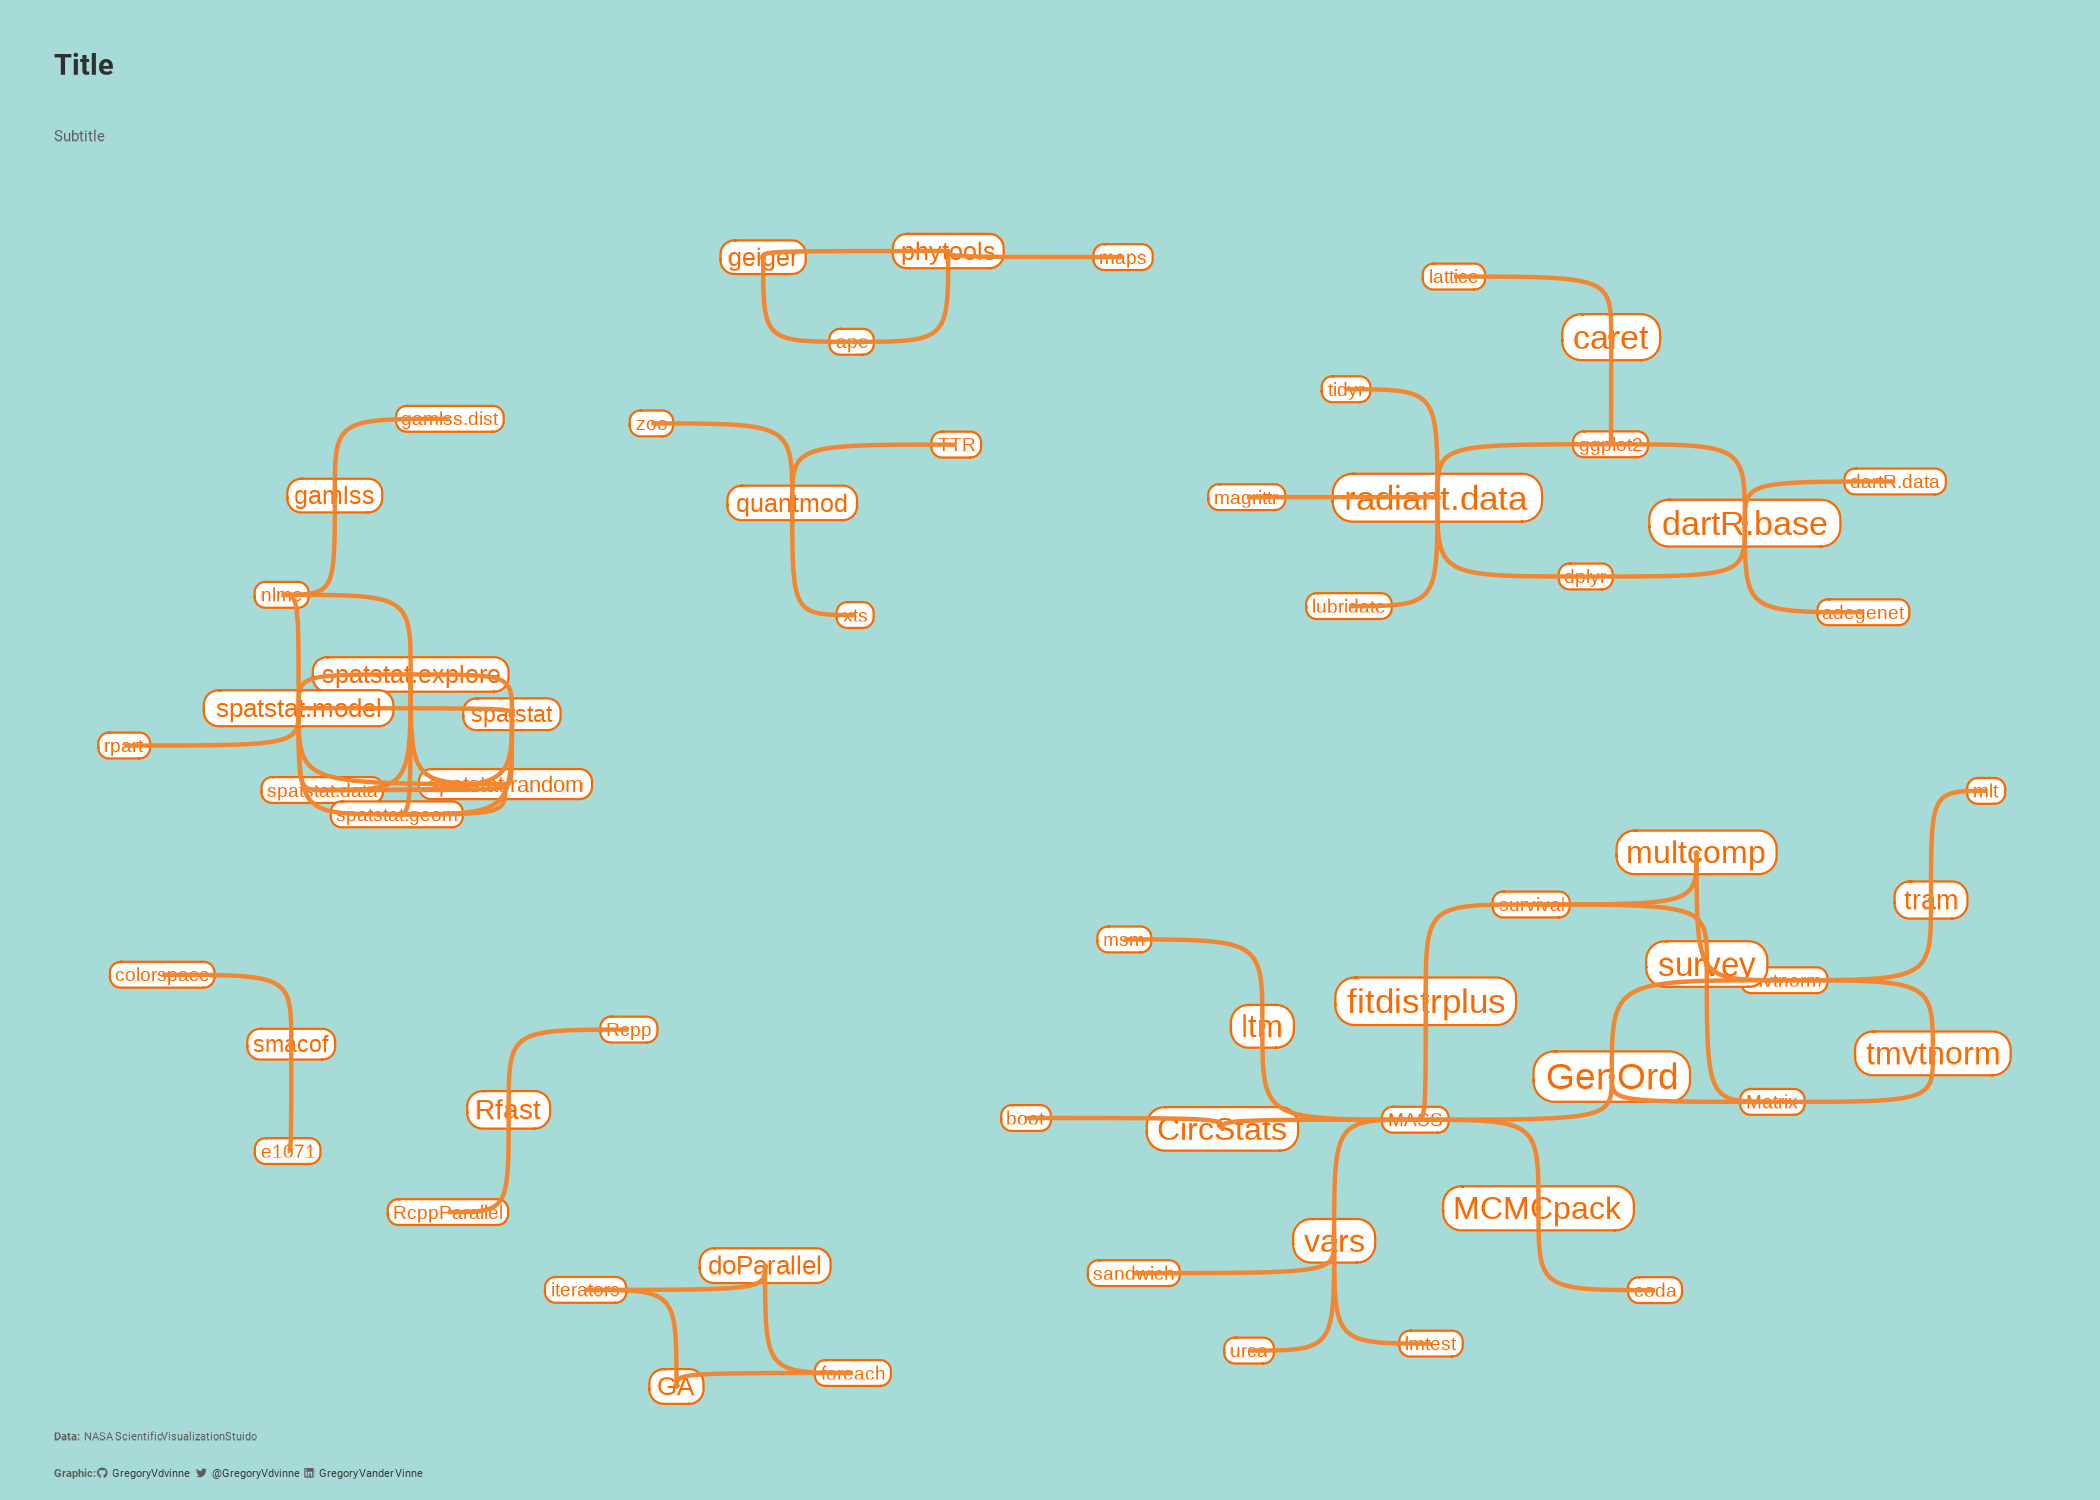 Title
Subtitle
geiger
phytools
maps
ape
lattice
caret
tidyr
ggplot2
magrittr
radiant.data
dartR.data
dartR.base
dplyr
lubridate
adegenet
gamlss.dist
gamlss
nlme
zoo
TTR
quantmod
xts
spatstat.explore
spatstat.model
spatstat
rpart
spatstat.data
spatstat.random
spatstat.geom
mlt
multcomp
tram
survival
msm
survey
fitdistrplus
ltm
tmvtnorm
GenOrd
Matrix
boot
CircStats
MASS
MCMCpack
vars
sandwich
coda
urca
lmtest
colorspace
smacof
e1071
Rcpp
Rfast
RcppParallel
doParallel
iterators
foreach
GA
Data: NASA ScientificVisualizationStuido
Graphic: GregoryVdvinne @GregoryVdvinne GregoryVanderVinne